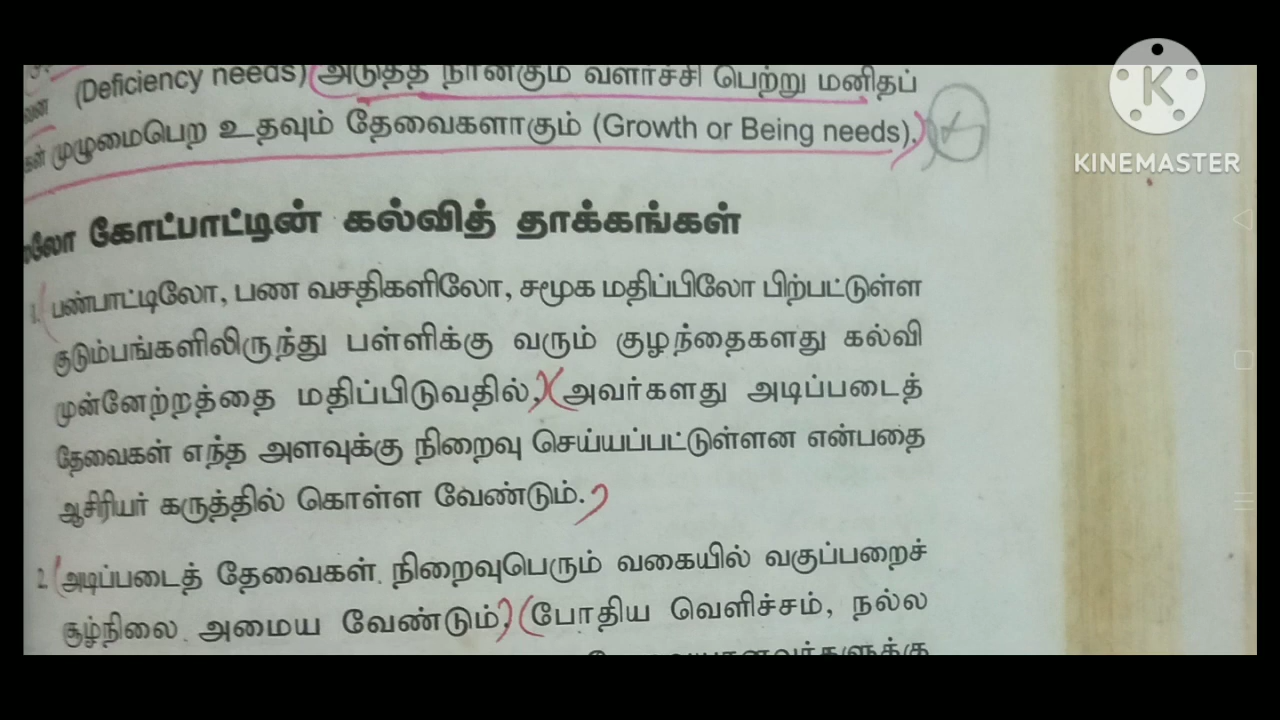 (Deficiency needs) (அடுத்த நான்கும் வளர்ச்சி பெற்று மனிதப்
முழுமைபெற உதவும் தேவைகளாகும் (Growth or Being needs).)
கோட்பாட்டின் கல்வித் தாக்கங்கள்
1. பண்பாட்டிலோ, பண வசதிகளிலோ, சமூக மதிப்பிலோ பிற்பட்டுள்ள
குடும்பங்களிலிருந்து பள்ளிக்கு வரும் குழந்தைகளது கல்வி
முன்னேற்றத்தை மதிப்பிடுவதில், அவர்களது அடிப்படைத்
தேவைகள் எந்த அளவுக்கு நிறைவு செய்யப்பட்டுள்ளன என்பதை
ஆசிரியர் கருத்தில் கொள்ள வேண்டும்.
2. அடிப்படைத் தேவைகள் நிறைவுபெரும் வகையில் வகுப்பறைச்
சூழ்நிலை அமைய வேண்டும், போதிய வெளிச்சம், நல்ல
K
KINEMASTER